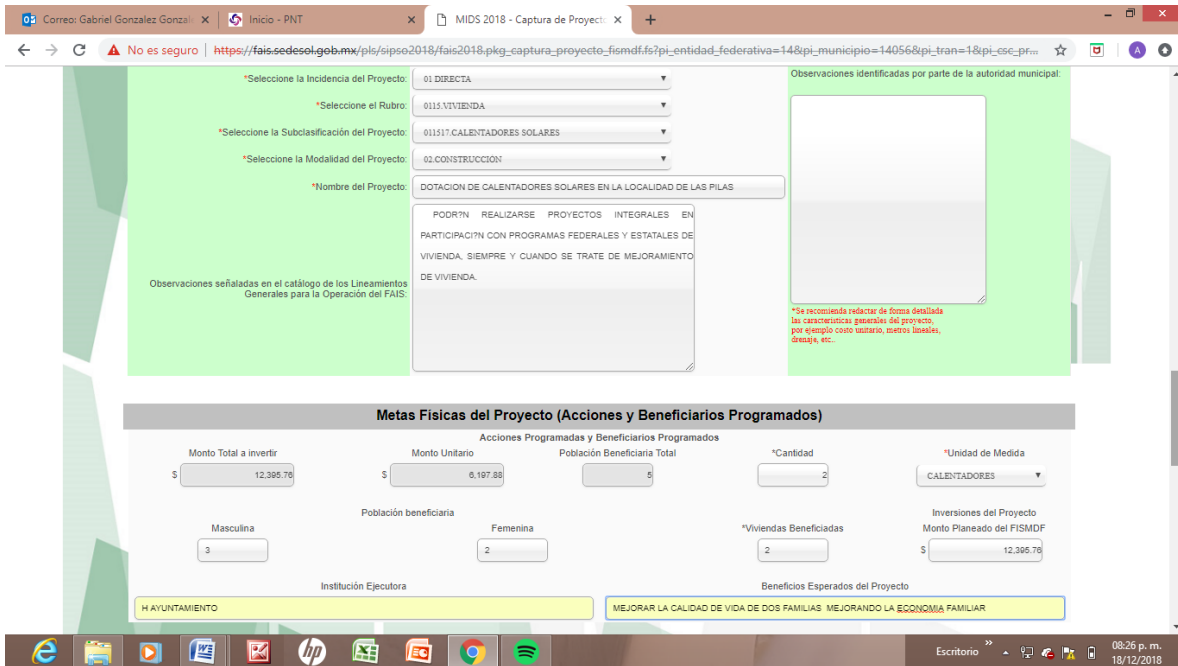 Correo: Gabriel Gonzalez Gonzal
Inicio - PNT
MIDS 2018 - Captura de Proyect
No es seguro | https://fais.sedesol.gob.mx/pls/sipso2018/fais2018.pkg_captura_proyecto_fismdf.fs?pi_entidad_federativa=14&pi_municipio=14056&pi_tran=1&pi_csc_pr...
A
*Seleccione la Incidencia del Proyecto: 01 DIRECTA
*Seleccione el Rubro: 0115.VIVIENDA
*Seleccione la Subclasificación del Proyecto: 011517.CALENTADORES SOLARES
*Seleccione la Modalidad del Proyecto: 02.CONSTRUCCION
*Nombre del Proyecto: DOTACION DE CALENTADORES SOLARES EN LA LOCALIDAD DE LAS PILAS
PODR?N REALIZARSE PROYECTOS INTEGRALES EN
PARTICIPACI?N CON PROGRAMAS FEDERALES Y ESTATALES DE
VIVIENDA, SIEMPRE Y CUANDO SE TRATE DE MEJORAMIENTO
DE VIVIENDA.
Observaciones señaladas en el catálogo de los Lineamientos
Generales para la Operación del FAIS:
Observaciones identificadas por parte de la autoridad municipal:
*Se recomienda redactar de forma detallada
las caracteristicas generales del proyecto,
por ejemplo costo unitario, metros lineales,
drenaje, etc..
Metas Fisicas del Proyecto (Acciones y Beneficiarios Programados)
Acciones Programadas y Beneficiarios Programados
Monto Total a invertir Monto Unitario Población Beneficiaria Total *Cantidad *Unidad de Medida
$ 12,395.76 $ 6,197.88 5 2 CALENTADORES
Población beneficiaria Inversiones del Proyecto
Masculina Femenina *Viviendas Beneficiadas Monto Planeado del FISMDF
3 2 2 $ 12,395.76
Institución Ejecutora Beneficios Esperados del Proyecto
H AYUNTAMIENTO MEJORAR LA CALIDAD DE VIDA DE DOS FAMILIAS MEJORANDO LA ECONOMIA FAMILIAR
Escritorio
08:26 p. m.
18/12/2018